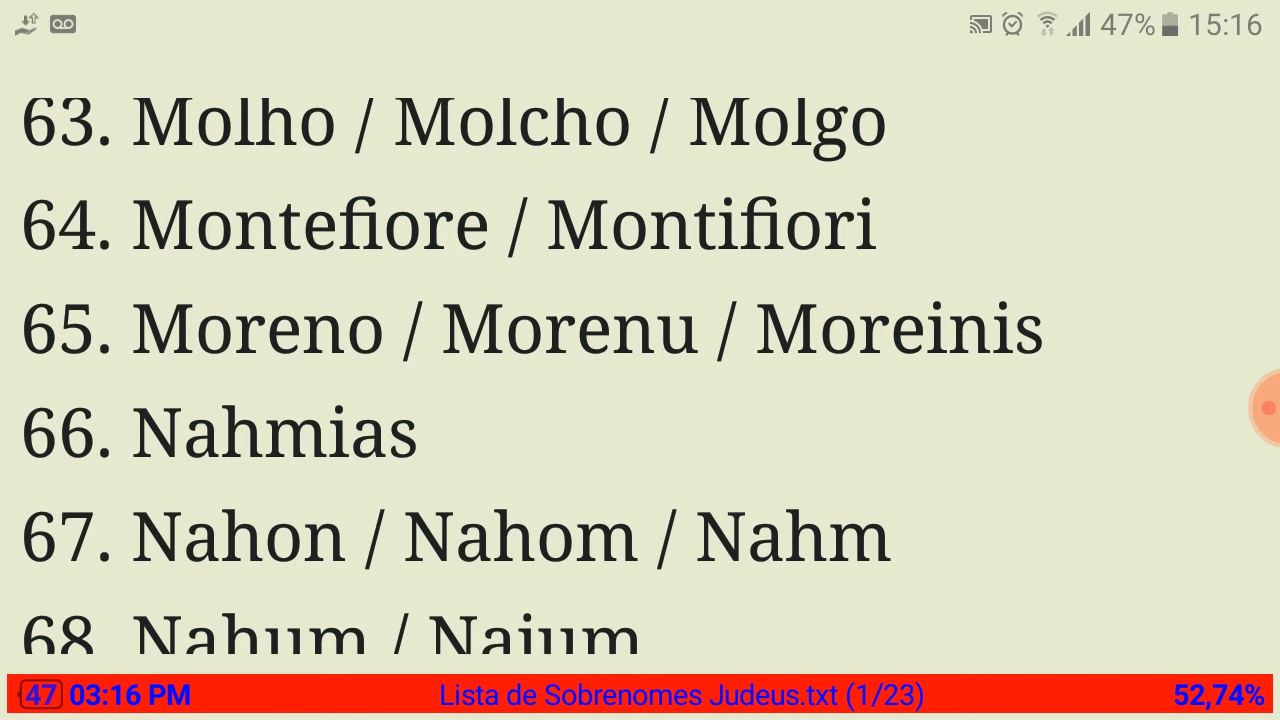 47% 15:16
63. Molho / Molcho / Molgo
64. Montefiore / Montifiori
65. Moreno / Morenu / Moreinis
66. Nahmias
67. Nahon / Nahom / Nahm
68. Nahum / Najum
47 03:16 PM Lista de Sobrenomes Judeus.txt (1/23) 52,74%